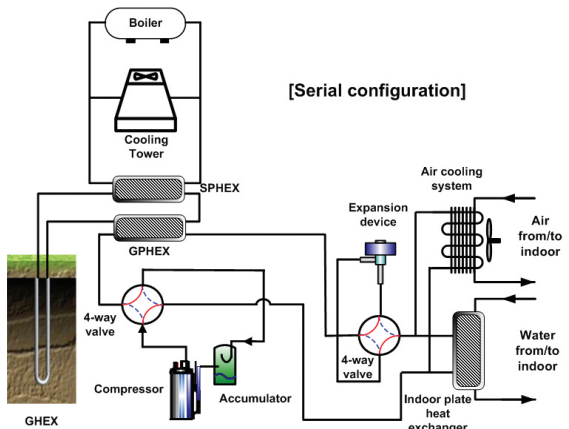 Boiler
[Serial configuration]
Cooling
Tower
SPHEX
GPHEX
Air cooling
system
Expansion
device
Air
from/to
indoor
4-way
valve
4-way
valve
Water
from/to
indoor
Compressor
Accumulator
Indoor plate
heat
exchanger
GHEX